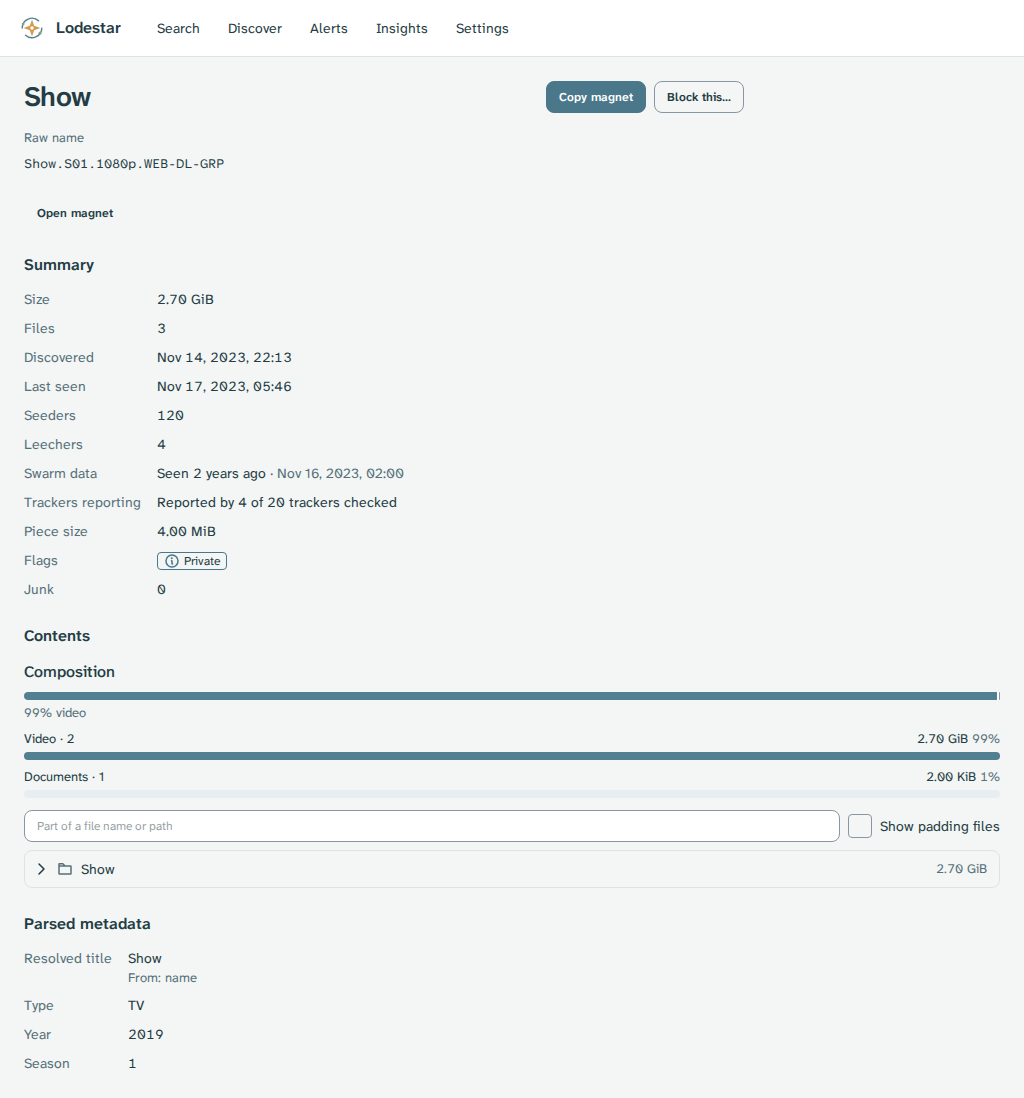 Lodestar Search Discover Alerts Insights Settings
Show
Copy magnet Block this...
Raw name
Show.S01.1080p.WEB-DL-GRP
Open magnet
Summary
Size 2.70 GiB
Files 3
Discovered Nov 14, 2023, 22:13
Last seen Nov 17, 2023, 05:46
Seeders 120
Leechers 4
Swarm data Seen 2 years ago · Nov 16, 2023, 02:00
Trackers reporting Reported by 4 of 20 trackers checked
Piece size 4.00 MiB
Flags Private
Junk 0
Contents
Composition
99% video
Video · 2 2.70 GiB 99%
Documents · 1 2.00 KiB 1%
Part of a file name or path Show padding files
Show 2.70 GiB
Parsed metadata
Resolved title Show
From: name
Type TV
Year 2019
Season 1